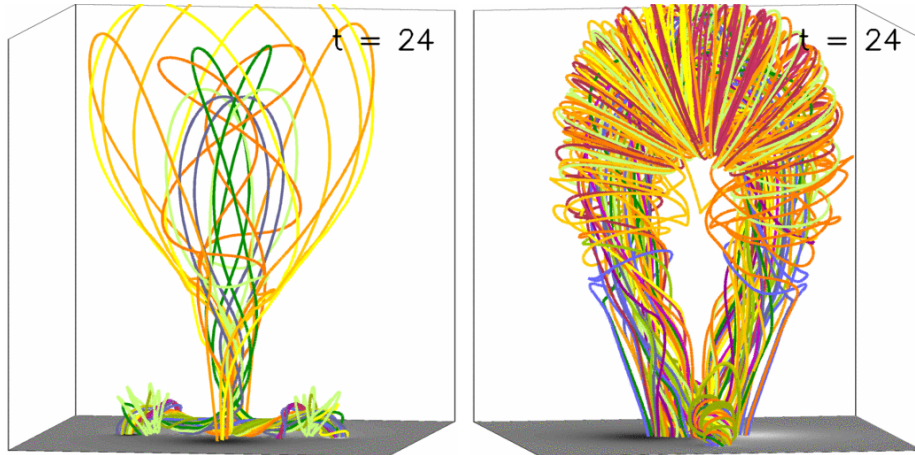 t = 24
t = 24